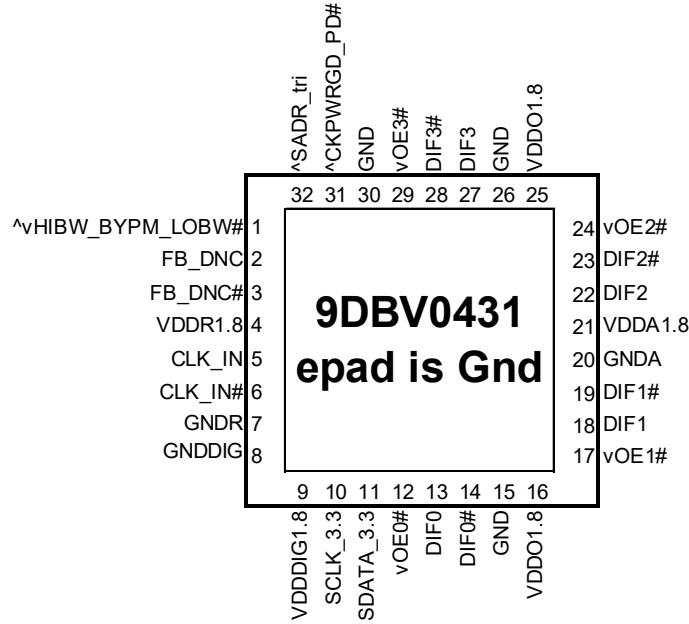 ^SADR_tri
^CKPWRGD_PD#
GND
vOE3#
DIF3#
DIF3
GND
VDDO1.8
32 31 30 29 28 27 26 25
^vHIBW_BYPM_LOBW# 1
FB_DNC 2
FB_DNC# 3
VDDR1.8 4
CLK_IN 5
CLK_IN# 6
GNDR 7
GNDDIG 8
9DBV0431
epad is Gnd
24 vOE2#
23 DIF2#
22 DIF2
21 VDDA1.8
20 GNDA
19 DIF1#
18 DIF1
17 vOE1#
9 10 11 12 13 14 15 16
VDDDIG1.8
SCLK_3.3
SDATA_3.3
vOE0#
DIF0
DIF0#
GND
VDDO1.8